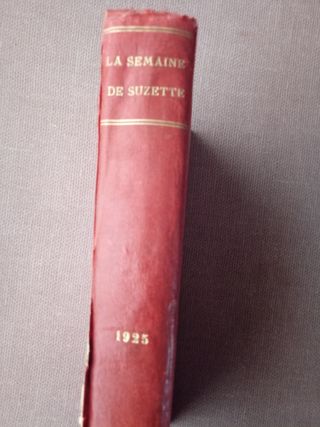 LA SEMAINE
DE SUZETTE
1925